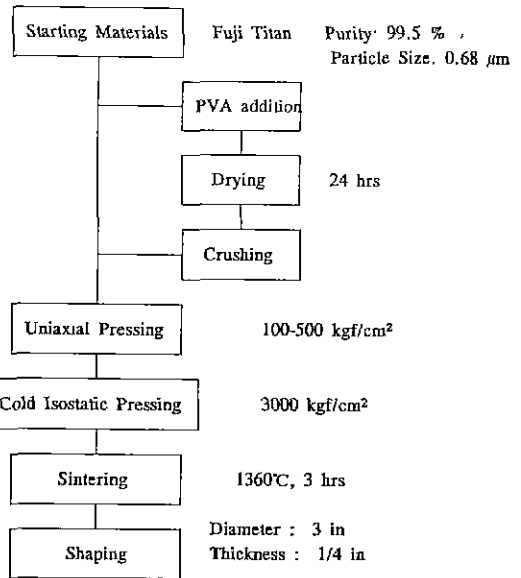 Starting Materials Fuji Titan Purity: 99.5 %,
Particle Size. 0.68 μm
PVA addition
Drying 24 hrs
Crushing
Uniaxial Pressing 100-500 kgf/cm²
Cold Isostatic Pressing 3000 kgf/cm²
Sintering 1360℃, 3 hrs
Diameter : 3 in
Shaping Thickness : 1/4 in